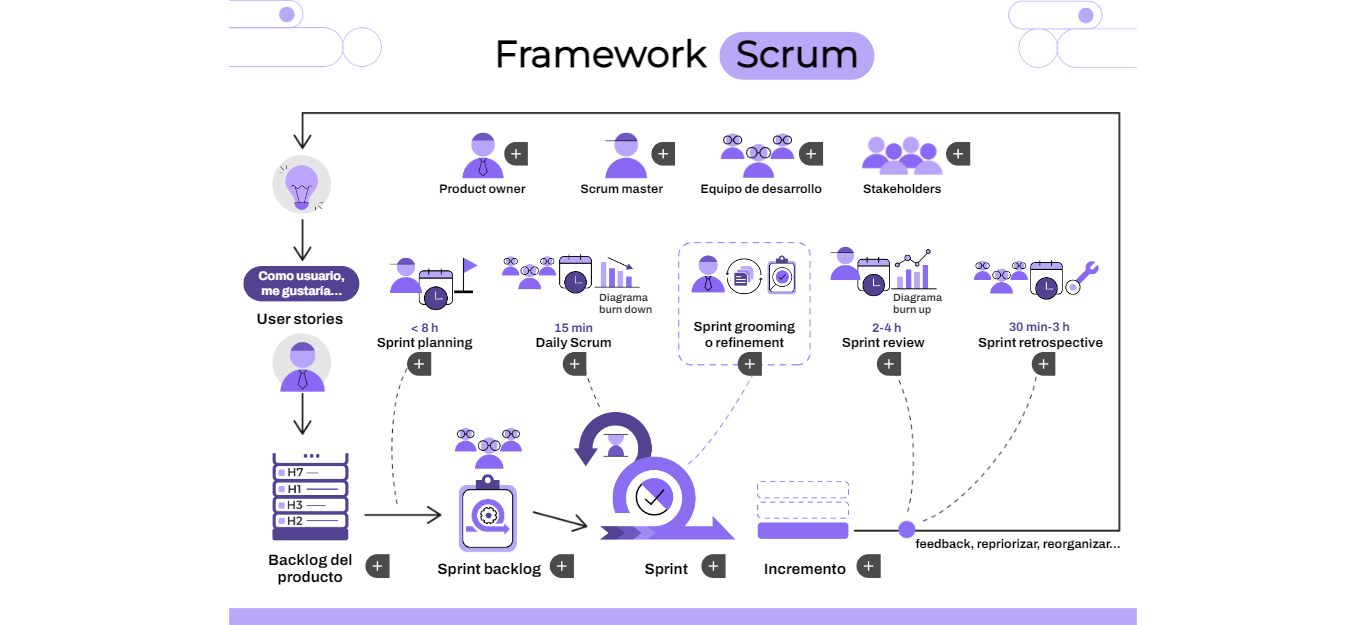 Framework Scrum
Product owner
Scrum master
Equipo de desarrollo
Stakeholders
Como usuario,
me gustaría...
User stories
Diagrama
burn down
Diagrama
burn up
< 8 h
Sprint planning
15 min
Daily Scrum
Sprint grooming
o refinement
2-4 h
Sprint review
30 min-3 h
Sprint retrospective
H7
H1
H3
H2
Backlog del
producto
Sprint backlog
Sprint
Incremento
feedback, repriorizar, reorganizar...